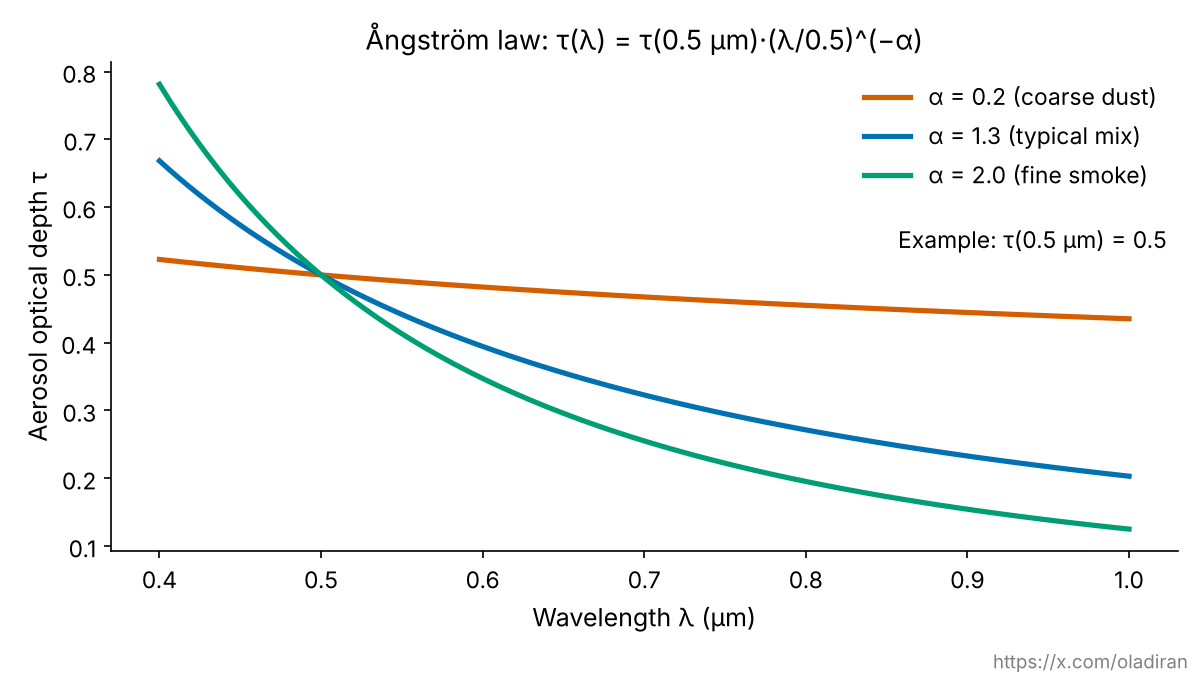 Ångström law: τ(λ) = τ(0.5 µm)·(λ/0.5)^(−α)
α = 0.2 (coarse dust)
α = 1.3 (typical mix)
α = 2.0 (fine smoke)
Example: τ(0.5 µm) = 0.5
Aerosol optical depth τ
0.8
0.7
0.6
0.5
0.4
0.3
0.2
0.1
0.4 0.5 0.6 0.7 0.8 0.9 1.0
Wavelength λ (µm)
https://x.com/oladiran